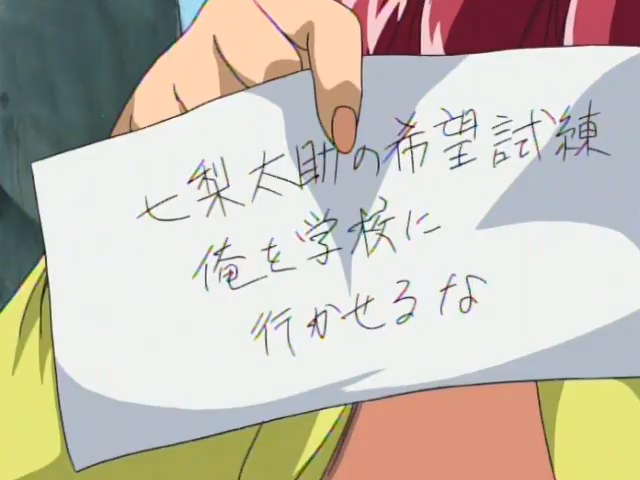 七梨太助の希望試練
俺を学校に
行かせるな